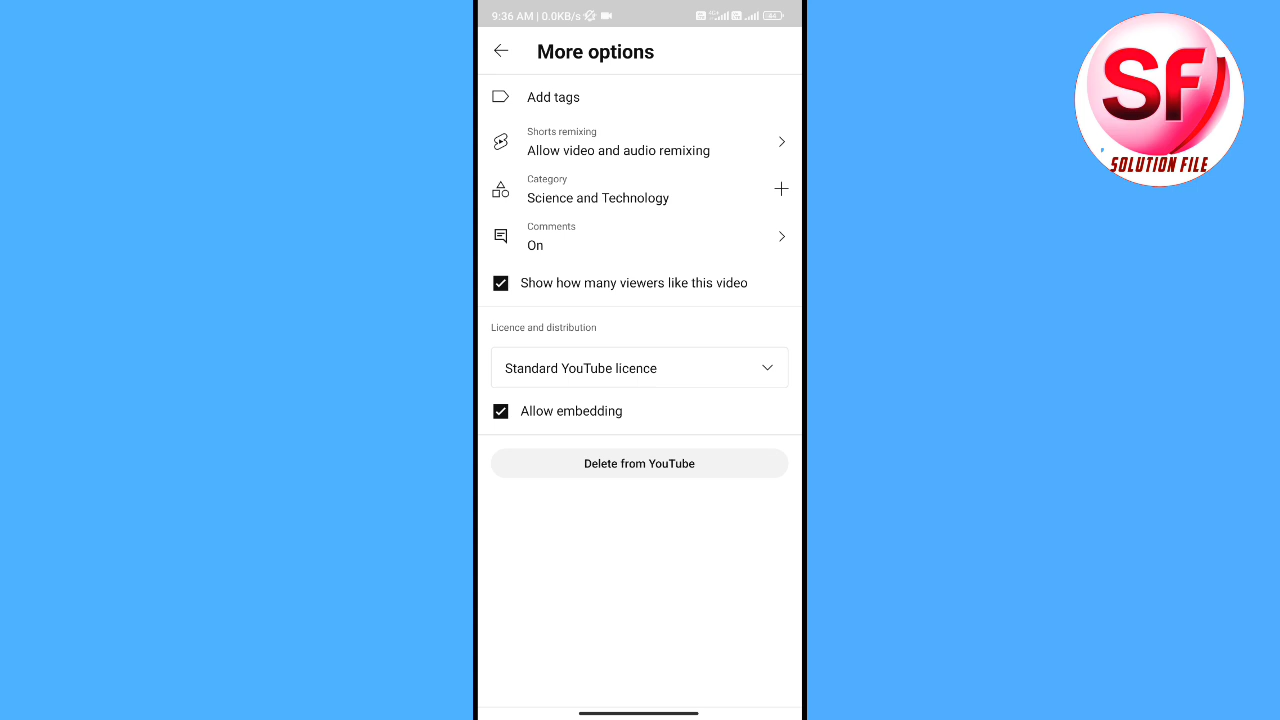 9:36 AM | 0.0KB/s
More options
Add tags
Shorts remixing
Allow video and audio remixing
Category
Science and Technology
Comments
On
Show how many viewers like this video
Licence and distribution
Standard YouTube licence
Allow embedding
Delete from YouTube
SF
SOLUTION FILE